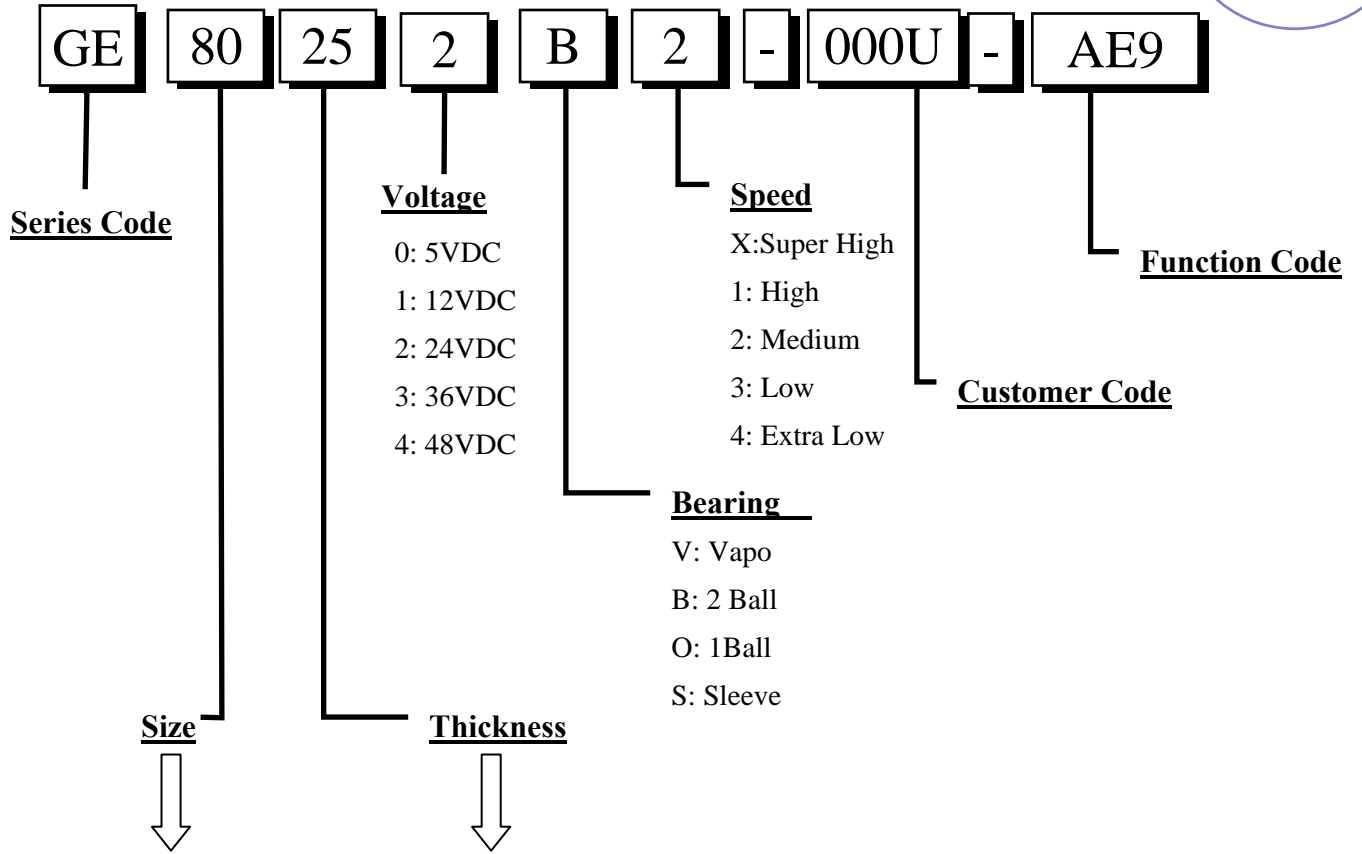 GE 80 25 2 B 2 - 000U - AE9
Series Code
Voltage
0: 5VDC
1: 12VDC
2: 24VDC
3: 36VDC
4: 48VDC
Speed
X:Super High
1: High
2: Medium
3: Low
4: Extra Low
Function Code
Customer Code
Bearing
V: Vapo
B: 2 Ball
O: 1Ball
S: Sleeve
Size
Thickness